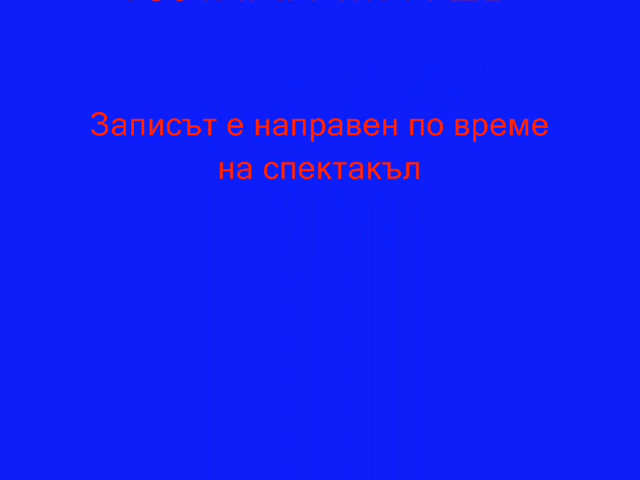 Записът е направен по време
на спектакъл